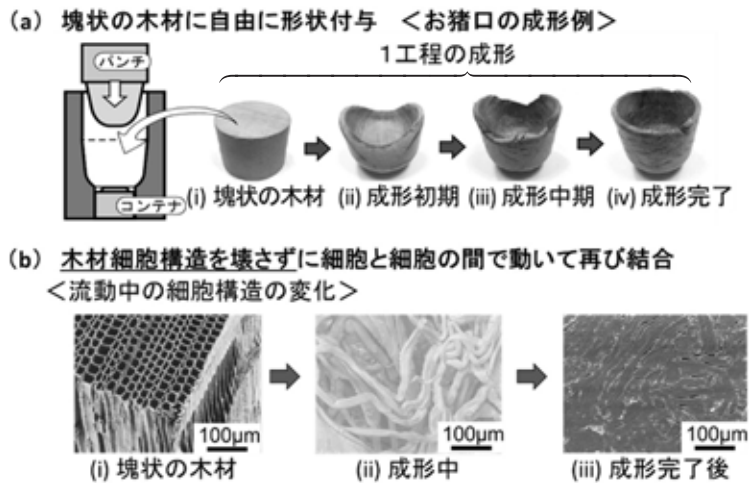 (a) 塊状の木材に自由に形状付与 <お猪口の成形例>
1工程の成形
パンチ
コンテナ
(i) 塊状の木材
(ii) 成形初期
(iii) 成形中期
(iv) 成形完了
(b) 木材細胞構造を壊さずに細胞と細胞の間で動いて再び結合
<流動中の細胞構造の変化>
100μm
100μm
100μm
(i) 塊状の木材
(ii) 成形中
(iii) 成形完了後